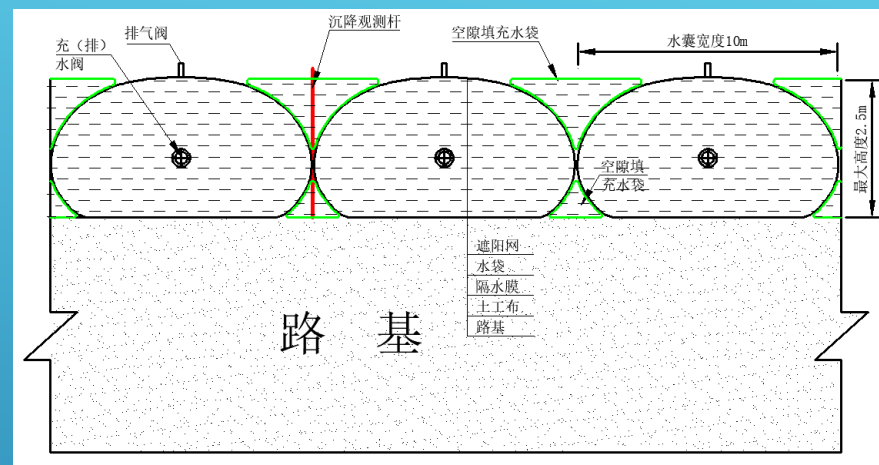 排气阀
沉降观测杆
空隙填充水袋
水囊宽度10m
充（排）
水阀
最大高度2.5m
空隙填
充水袋
遮阳网
水袋
隔水膜
土工布
路基
路 基